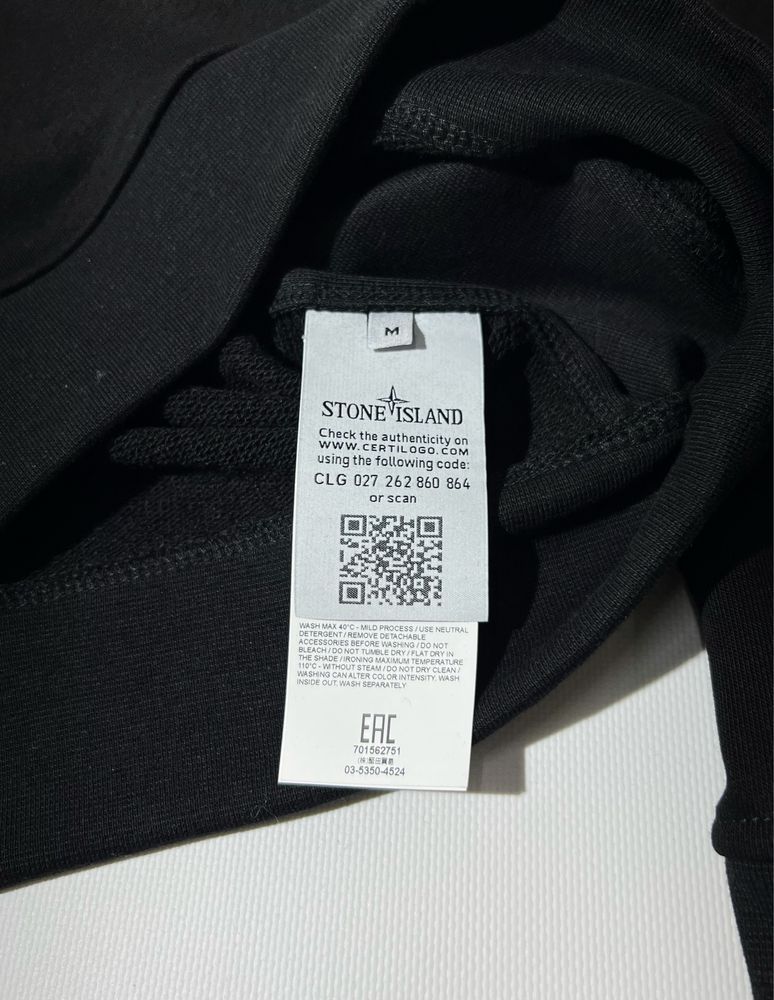 M
STONE ISLAND
Check the authenticity on
WWW.CERTILOGO.COM
using the following code:
CLG 027 262 860 864
or scan
WASH MAX 40°C - MILD PROCESS / USE NEUTRAL
DETERGENT / REMOVE DETACHABLE
ACCESSORIES BEFORE WASHING / DO NOT
BLEACH / DO NOT TUMBLE DRY / FLAT DRY IN
THE SHADE / IRONING MAXIMUM TEMPERATURE
110°C - WITHOUT STEAM / DO NOT DRY CLEAN /
WASHING CAN ALTER COLOR INTENSITY. WASH
INSIDE OUT. WASH SEPARATELY
EAC
701562751
03-5350-4524